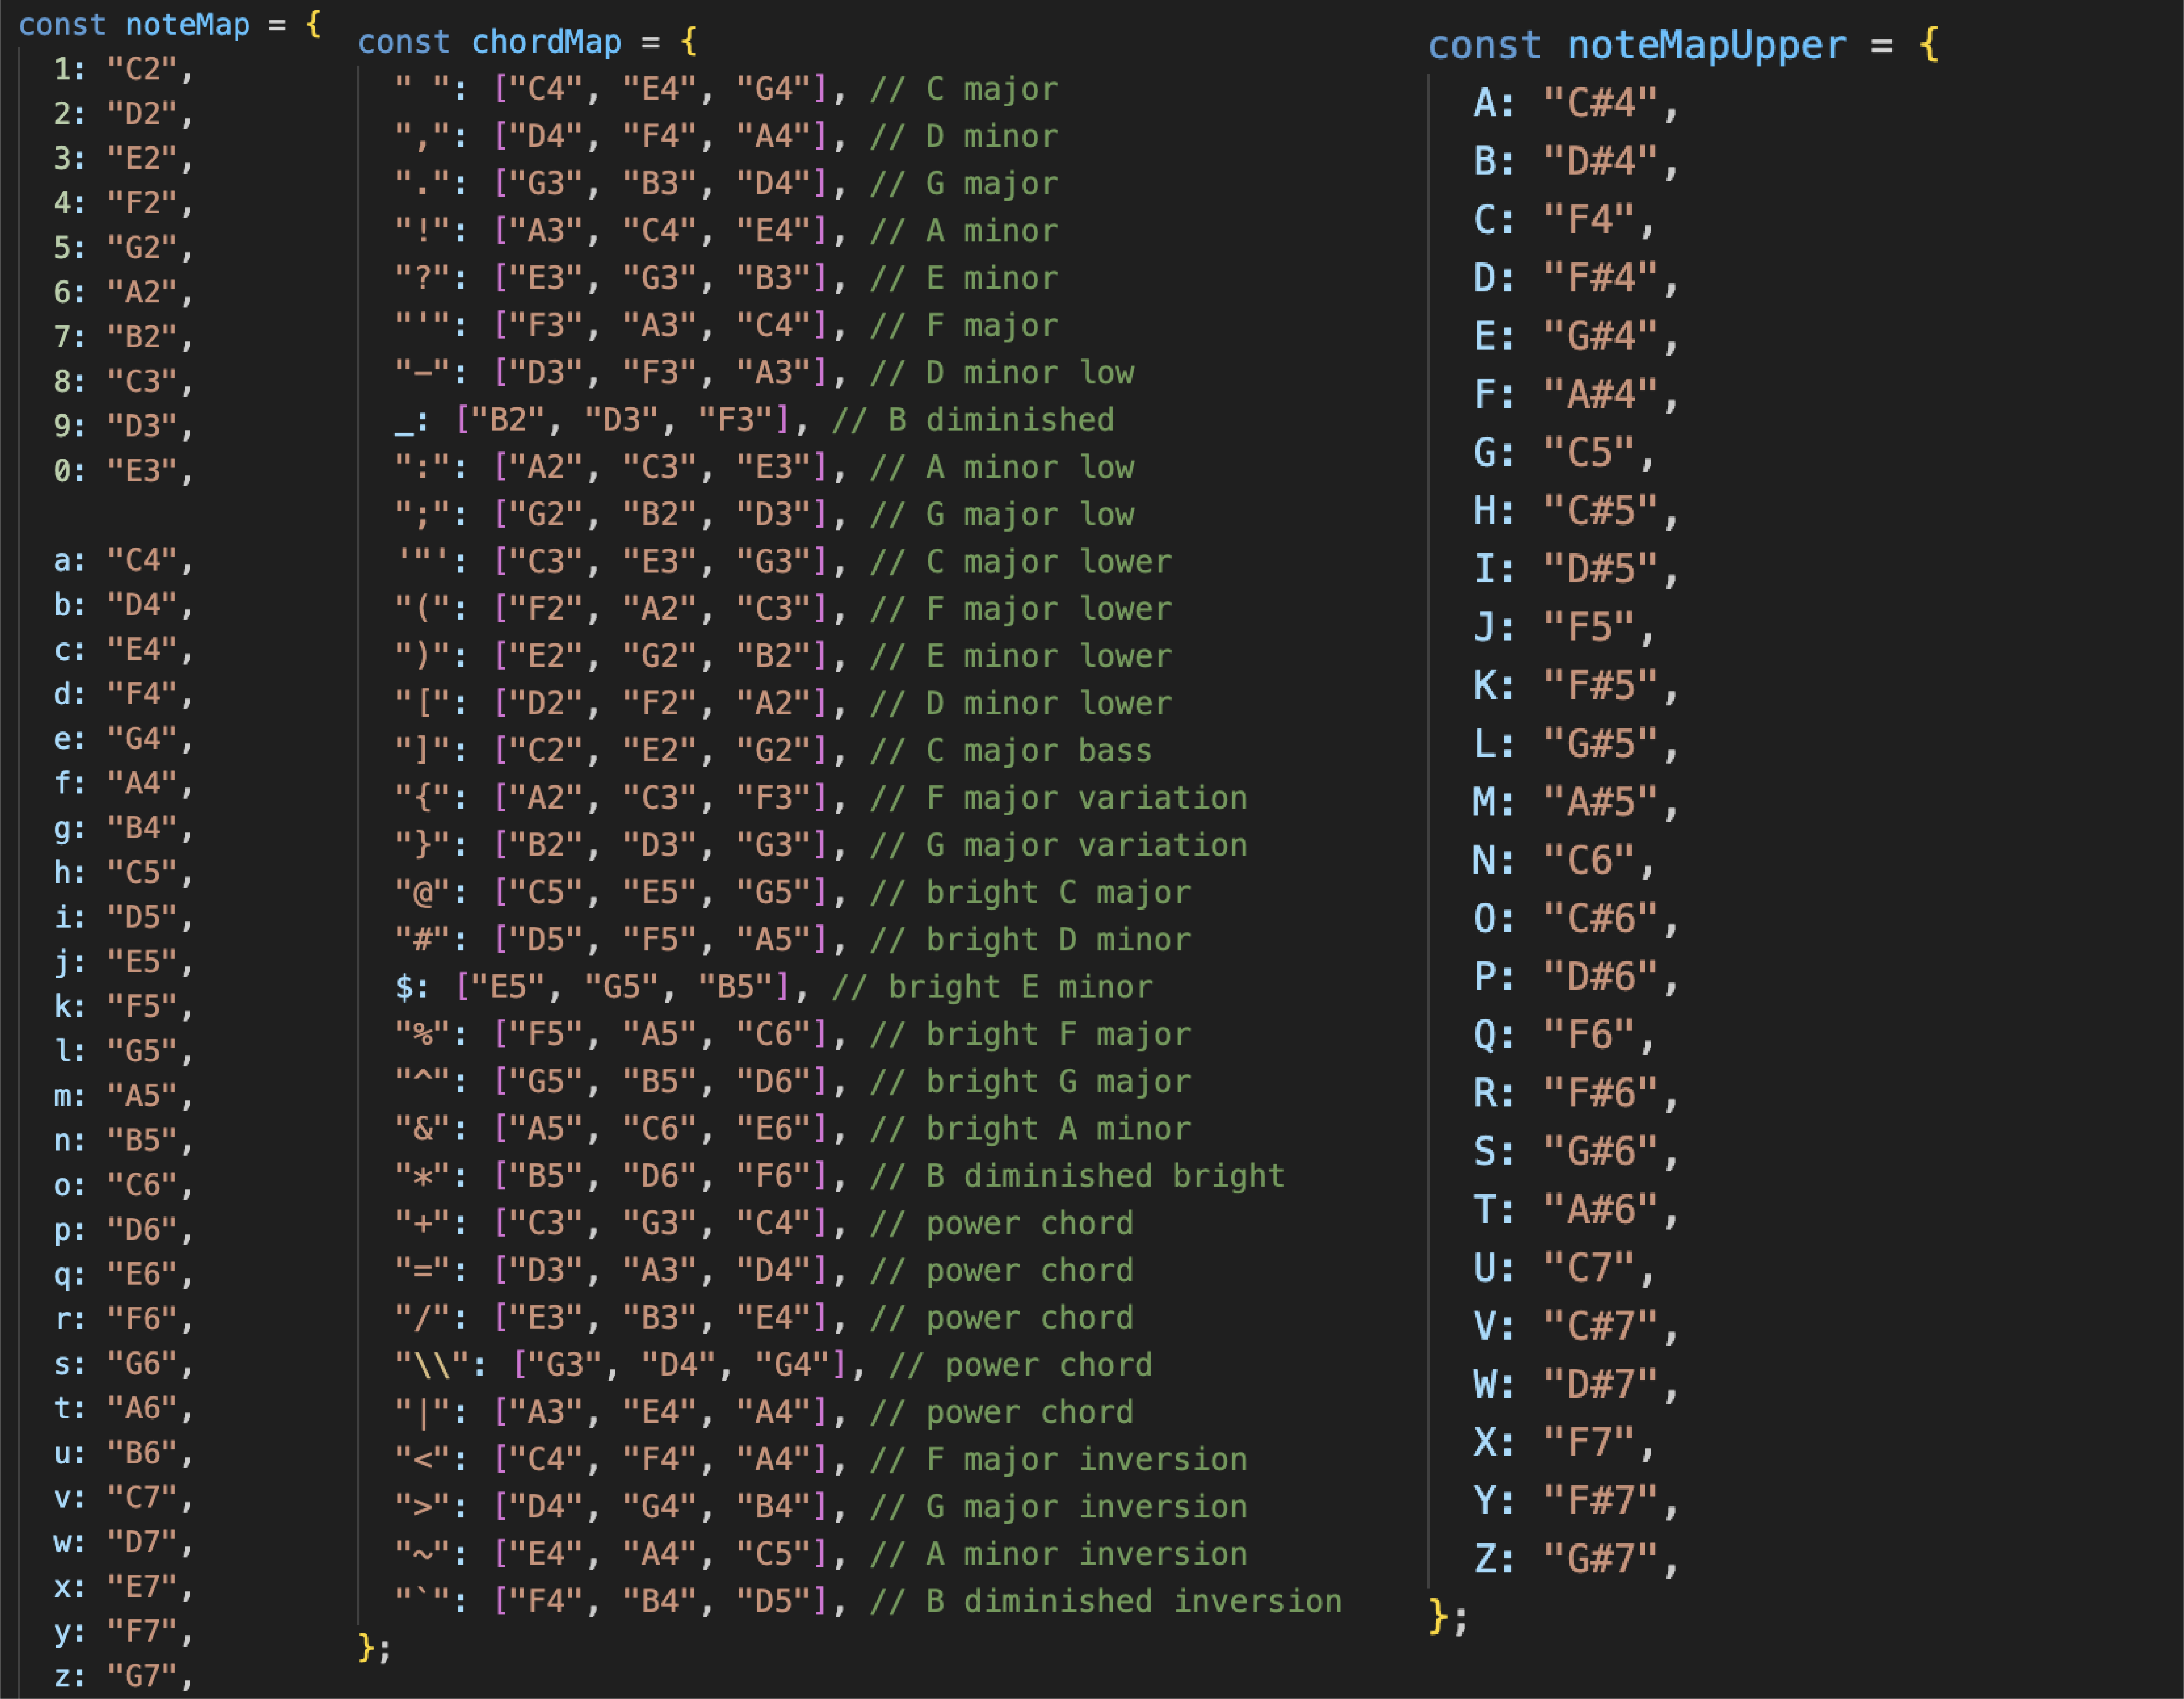 const noteMap = {
1: "C2",
2: "D2",
3: "E2",
4: "F2",
5: "G2",
6: "A2",
7: "B2",
8: "C3",
9: "D3",
0: "E3",
a: "C4",
b: "D4",
c: "E4",
d: "F4",
e: "G4",
f: "A4",
g: "B4",
h: "C5",
i: "D5",
j: "E5",
k: "F5",
l: "G5",
m: "A5",
n: "B5",
o: "C6",
p: "D6",
q: "E6",
r: "F6",
s: "G6",
t: "A6",
u: "B6",
v: "C7",
w: "D7",
x: "E7",
y: "F7",
z: "G7",
const chordMap = {
" ": ["C4", "E4", "G4"], // C major
",": ["D4", "F4", "A4"], // D minor
".": ["G3", "B3", "D4"], // G major
"!": ["A3", "C4", "E4"], // A minor
"?": ["E3", "G3", "B3"], // E minor
"'": ["F3", "A3", "C4"], // F major
"-": ["D3", "F3", "A3"], // D minor low
_: ["B2", "D3", "F3"], // B diminished
":": ["A2", "C3", "E3"], // A minor low
";": ["G2", "B2", "D3"], // G major low
'"': ["C3", "E3", "G3"], // C major lower
"(": ["F2", "A2", "C3"], // F major lower
")": ["E2", "G2", "B2"], // E minor lower
"[": ["D2", "F2", "A2"], // D minor lower
"]": ["C2", "E2", "G2"], // C major bass
"{": ["A2", "C3", "F3"], // F major variation
"}": ["B2", "D3", "G3"], // G major variation
"@": ["C5", "E5", "G5"], // bright C major
"#": ["D5", "F5", "A5"], // bright D minor
$: ["E5", "G5", "B5"], // bright E minor
"%": ["F5", "A5", "C6"], // bright F major
"^": ["G5", "B5", "D6"], // bright G major
"&": ["A5", "C6", "E6"], // bright A minor
"*": ["B5", "D6", "F6"], // B diminished bright
"+": ["C3", "G3", "C4"], // power chord
"=": ["D3", "A3", "D4"], // power chord
"/": ["E3", "B3", "E4"], // power chord
"\\": ["G3", "D4", "G4"], // power chord
"|": ["A3", "E4", "A4"], // power chord
"<": ["C4", "F4", "A4"], // F major inversion
">": ["D4", "G4", "B4"], // G major inversion
"~": ["E4", "A4", "C5"], // A minor inversion
"`": ["F4", "B4", "D5"], // B diminished inversion
};
const noteMapUpper = {
A: "C#4",
B: "D#4",
C: "F4",
D: "F#4",
E: "G#4",
F: "A#4",
G: "C5",
H: "C#5",
I: "D#5",
J: "F5",
K: "F#5",
L: "G#5",
M: "A#5",
N: "C6",
O: "C#6",
P: "D#6",
Q: "F6",
R: "F#6",
S: "G#6",
T: "A#6",
U: "C7",
V: "C#7",
W: "D#7",
X: "F7",
Y: "F#7",
Z: "G#7",
};